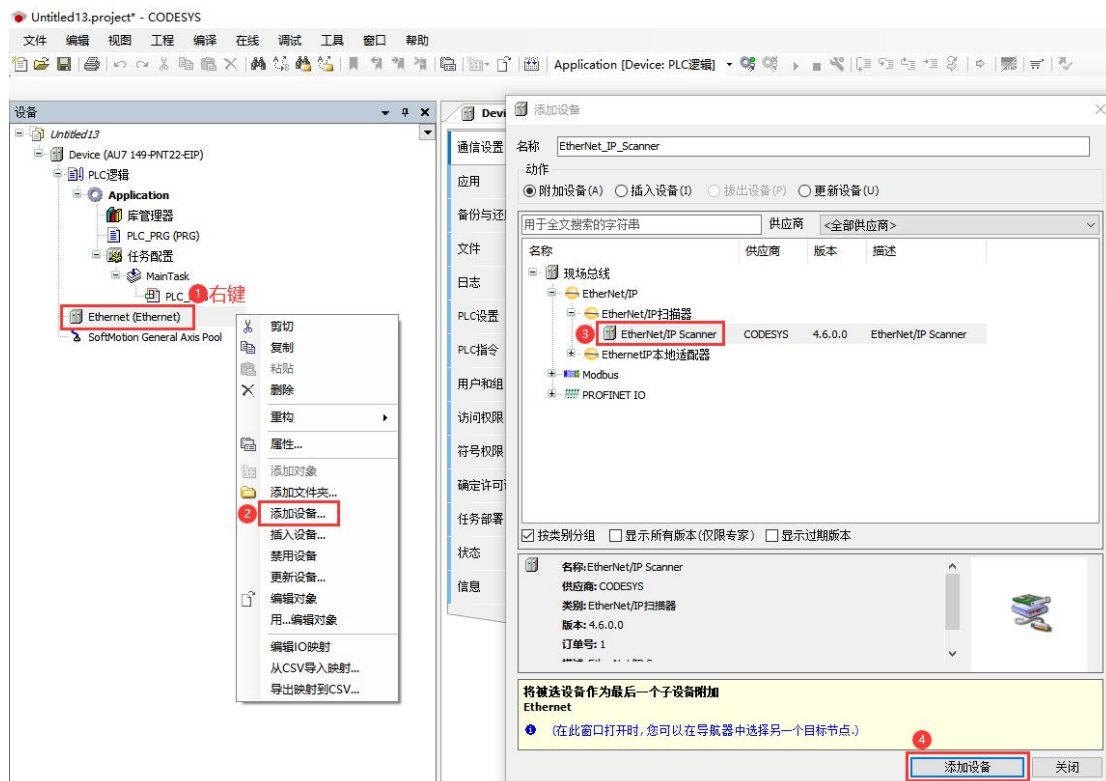 Untitled13.project* - CODESYS
文件 编辑 视图 工程 编译 在线 调试 工具 窗口 帮助
Application [Device: PLC逻辑]
设备
Untitled13
Device (AU7 149-PNT22-EIP)
PLC逻辑
Application
库管理器
PLC_PRG (PRG)
任务配置
MainTask
PLC_
1 右键
Ethernet (Ethernet)
SoftMotion General Axis Pool
剪切
复制
粘贴
删除
重构
属性...
添加对象
添加文件夹...
2 添加设备...
插入设备...
禁用设备
更新设备...
编辑对象
用...编辑对象
编辑IO映射
从CSV导入映射...
导出映射到CSV...
Devi
通信设置
应用
备份与还
文件
日志
PLC设置
PLC指令
用户和组
访问权限
符号权限
确定许可
任务部署
状态
信息
添加设备
名称 EtherNet_IP_Scanner
动作
附加设备(A) 插入设备(I) 拔出设备(P) 更新设备(U)
用于全文搜索的字符串 供应商 <全部供应商>
名称 供应商 版本 描述
现场总线
EtherNet/IP
EtherNet/IP扫描器
3 EtherNet/IP Scanner CODESYS 4.6.0.0 EtherNet/IP Scanner
EthernetIP本地适配器
Modbus
PROFINET IO
按类别分组 显示所有版本(仅限专家) 显示过期版本
名称:EtherNet/IP Scanner
供应商: CODESYS
类别: EtherNet/IP扫描器
版本: 4.6.0.0
订单号: 1
将被选设备作为最后一个子设备附加
Ethernet
(在此窗口打开时, 您可以在导航器中选择另一个目标节点.)
4
添加设备 关闭